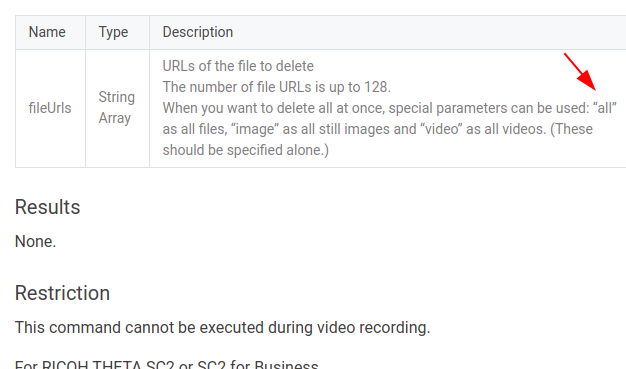 Name Type Description
fileUrls
String
Array
URLs of the file to delete
The number of file URLs is up to 128.
When you want to delete all at once, special parameters can be used: “all”
as all files, “image” as all still images and “video” as all videos. (These
should be specified alone.)
Results
None.
Restriction
This command cannot be executed during video recording.
For RICOH THETA SC2 or SC2 for Business